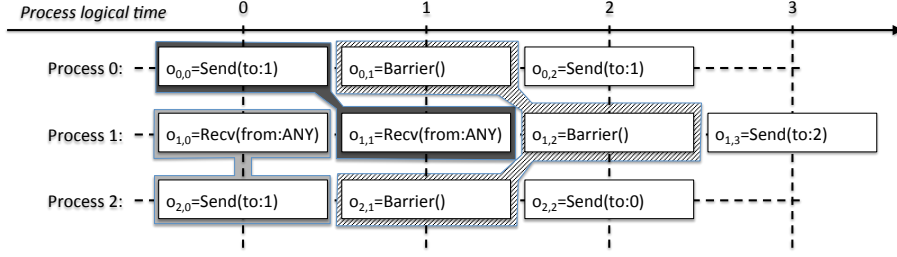 Process logical time 0 1 2 3
Process 0: o0,0=Send(to:1) o0,1=Barrier() o0,2=Send(to:1)
Process 1: o1,0=Recv(from:ANY) o1,1=Recv(from:ANY) o1,2=Barrier() o1,3=Send(to:2)
Process 2: o2,0=Send(to:1) o2,1=Barrier() o2,2=Send(to:0)